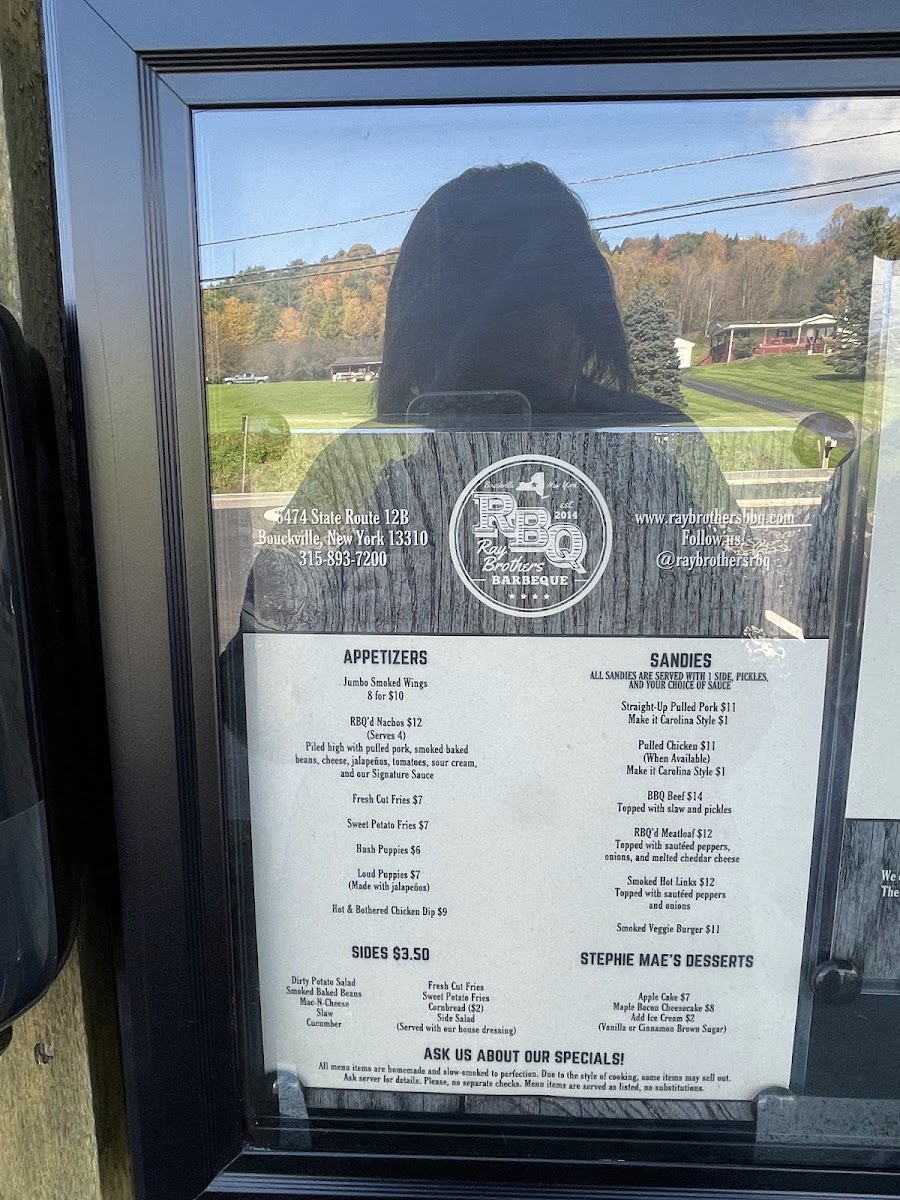 6474 State Route 12B
Bouckville, New York 13310
315-893-7200
Bouckville, New York
est.
2014
RBQ
Ray
Brothers
BARBEQUE
www.raybrothersbbq.com
Follow us
@raybrothersrbq
APPETIZERS
Jumbo Smoked Wings
8 for $10
RBQ'd Nachos $12
(Serves 4)
Piled high with pulled pork, smoked baked
beans, cheese, jalapeños, tomatoes, sour cream,
and our Signature Sauce
Fresh Cut Fries $7
Sweet Potato Fries $7
Hush Puppies $6
Loud Puppies $7
(Made with jalapeños)
Hot & Bothered Chicken Dip $9
SIDES $3.50
Dirty Potato Salad
Smoked Baked Beans
Mac-N-Cheese
Slaw
Cucumber
Fresh Cut Fries
Sweet Potato Fries
Cornbread ($2)
Side Salad
(Served with our house dressing)
SANDIES
ALL SANDIES ARE SERVED WITH 1 SIDE, PICKLES,
AND YOUR CHOICE OF SAUCE
Straight-Up Pulled Pork $11
Make it Carolina Style $1
Pulled Chicken $11
(When Available)
Make it Carolina Style $1
BBQ Beef $14
Topped with slaw and pickles
RBQ'd Meatloaf $12
Topped with sautéed peppers,
onions, and melted cheddar cheese
Smoked Hot Links $12
Topped with sautéed peppers
and onions
Smoked Veggie Burger $11
STEPHIE MAE'S DESSERTS
Apple Cake $7
Maple Bacon Cheesecake $8
Add Ice Cream $2
(Vanilla or Cinnamon Brown Sugar)
ASK US ABOUT OUR SPECIALS!
All menu items are homemade and slow-smoked to perfection. Due to the style of cooking, some items may sell out.
Ask server for details. Please, no separate checks. Menu items are served as listed, no substitutions.
We
The